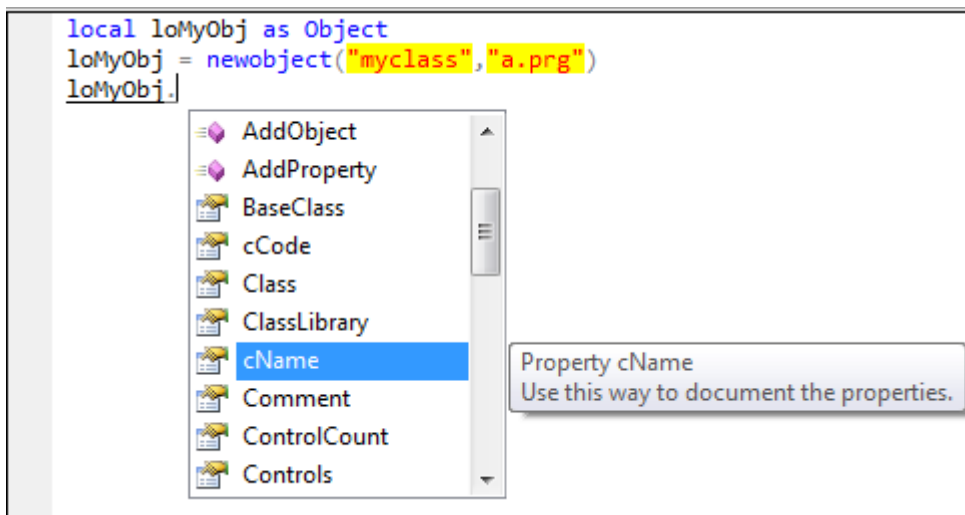 local loMyObj as Object
loMyObj = newobject("myclass","a.prg")
loMyObj.
AddObject
AddProperty
BaseClass
cCode
Class
ClassLibrary
cName
Comment
ControlCount
Controls
Property cName
Use this way to document the properties.